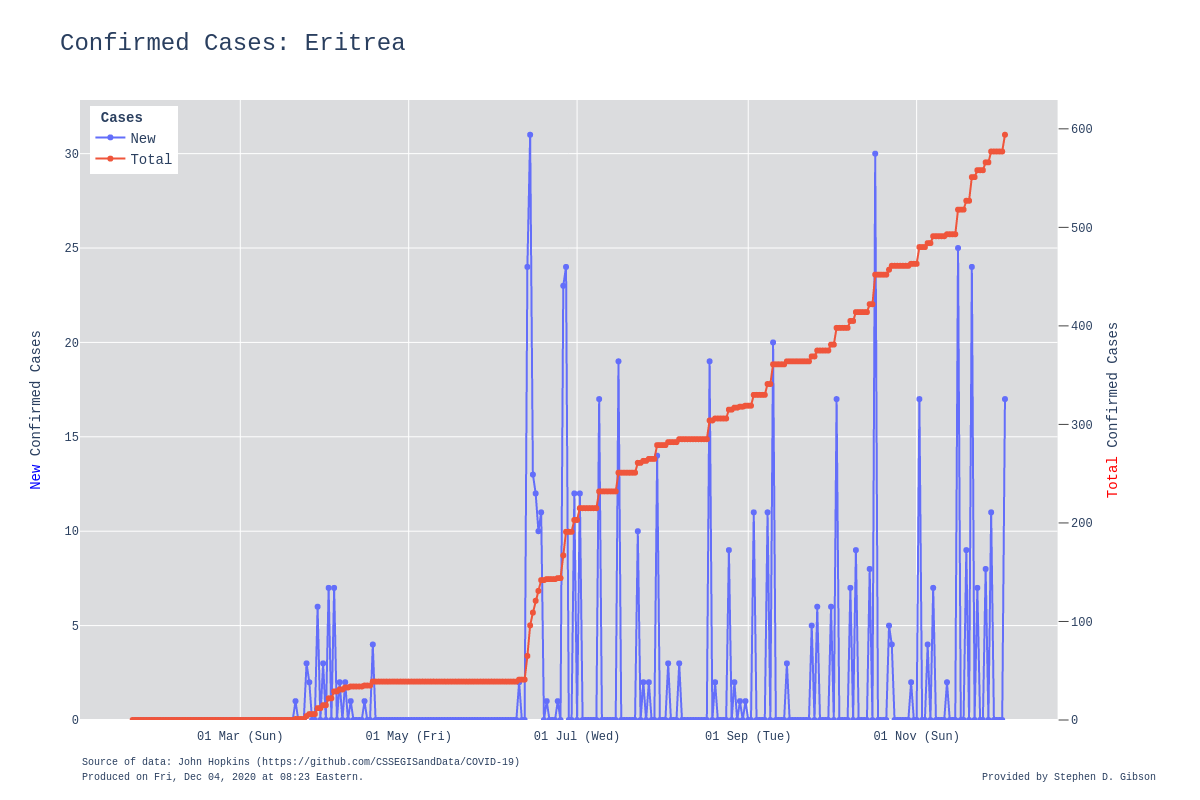 Confirmed Cases: Eritrea
Cases
New
Total
30
25
20
15
10
5
0
600
500
400
300
200
100
0
New Confirmed Cases
Total Confirmed Cases
01 Mar (Sun)
01 May (Fri)
01 Jul (Wed)
01 Sep (Tue)
01 Nov (Sun)
Source of data: John Hopkins (https://github.com/CSSEGISandData/COVID-19)
Produced on Fri, Dec 04, 2020 at 08:23 Eastern.
Provided by Stephen D. Gibson